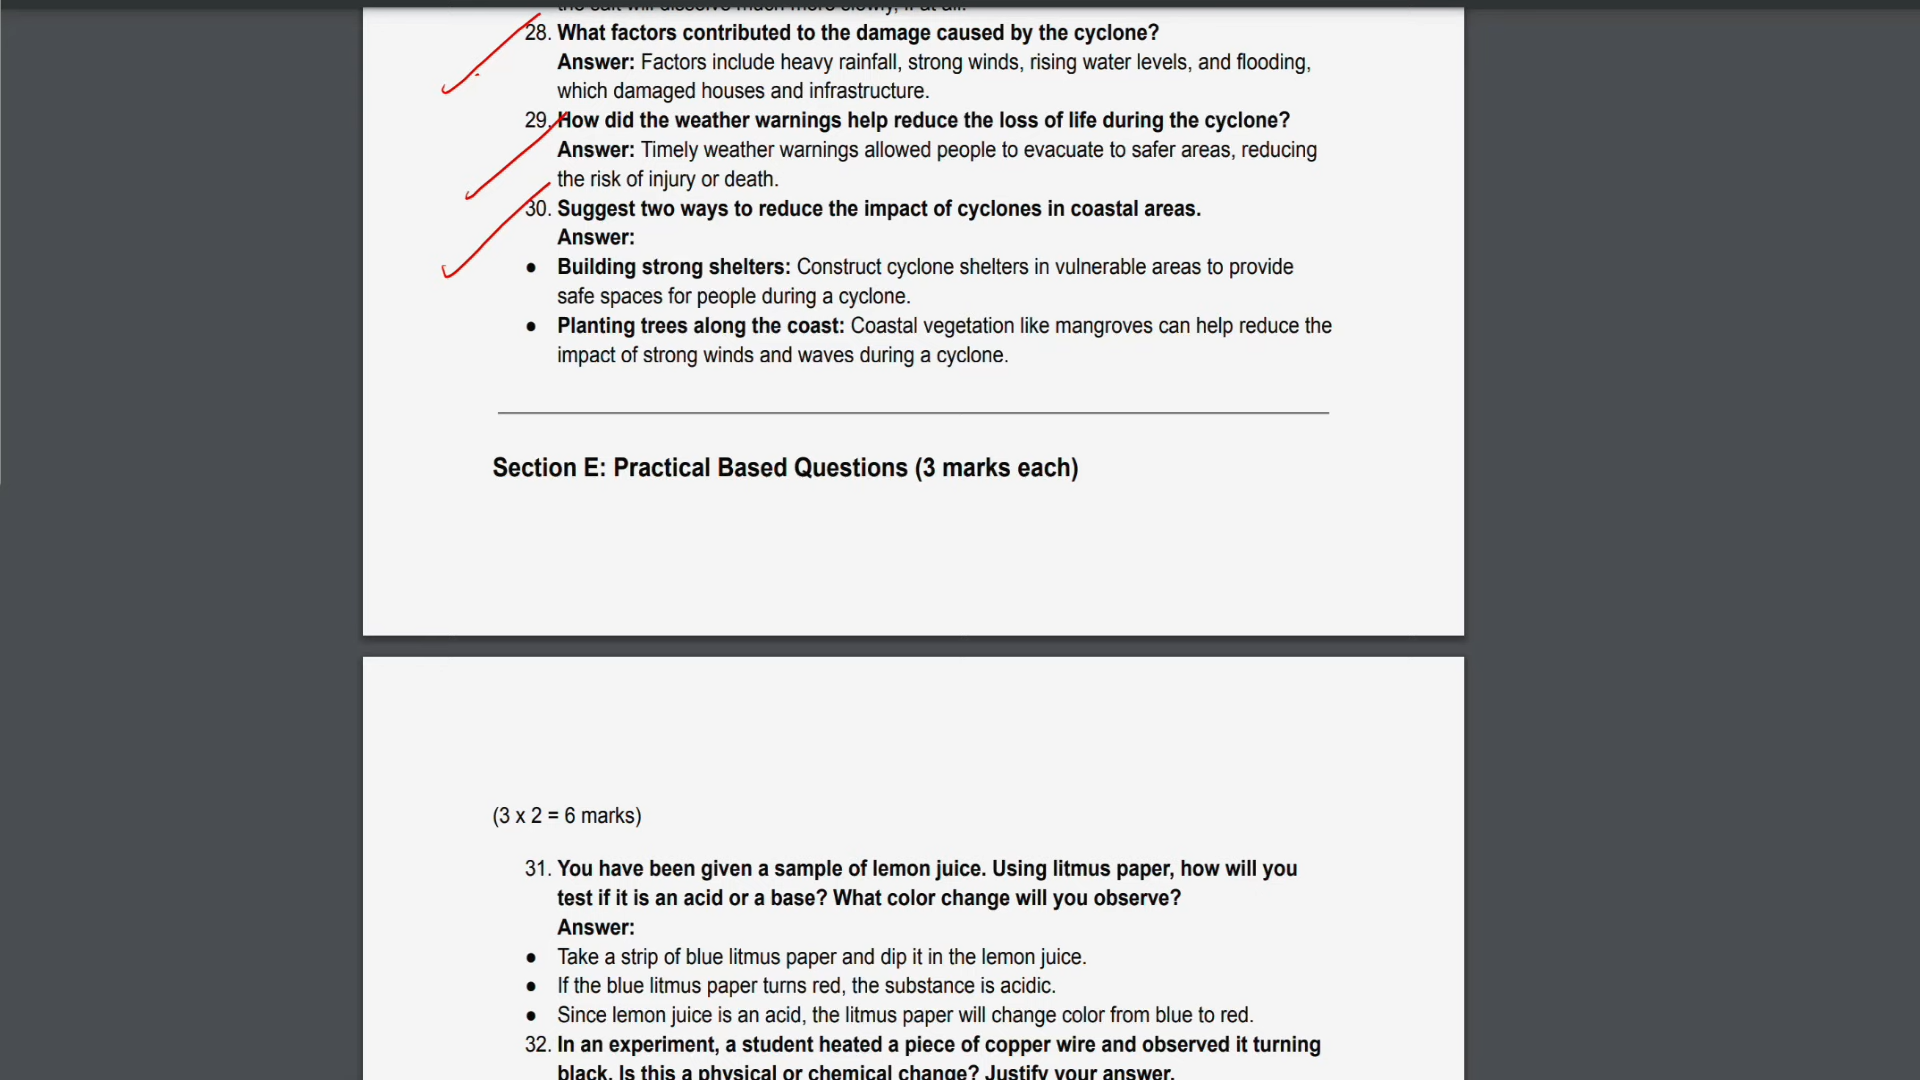 the salt will dissolve much more slowly, if at all.
28. What factors contributed to the damage caused by the cyclone?
Answer: Factors include heavy rainfall, strong winds, rising water levels, and flooding,
which damaged houses and infrastructure.
29. How did the weather warnings help reduce the loss of life during the cyclone?
Answer: Timely weather warnings allowed people to evacuate to safer areas, reducing
the risk of injury or death.
30. Suggest two ways to reduce the impact of cyclones in coastal areas.
Answer:
● Building strong shelters: Construct cyclone shelters in vulnerable areas to provide
safe spaces for people during a cyclone.
● Planting trees along the coast: Coastal vegetation like mangroves can help reduce the
impact of strong winds and waves during a cyclone.
Section E: Practical Based Questions (3 marks each)
(3 x 2 = 6 marks)
31. You have been given a sample of lemon juice. Using litmus paper, how will you
test if it is an acid or a base? What color change will you observe?
Answer:
● Take a strip of blue litmus paper and dip it in the lemon juice.
● If the blue litmus paper turns red, the substance is acidic.
● Since lemon juice is an acid, the litmus paper will change color from blue to red.
32. In an experiment, a student heated a piece of copper wire and observed it turning
black. Is this a physical or chemical change? Justify your answer.